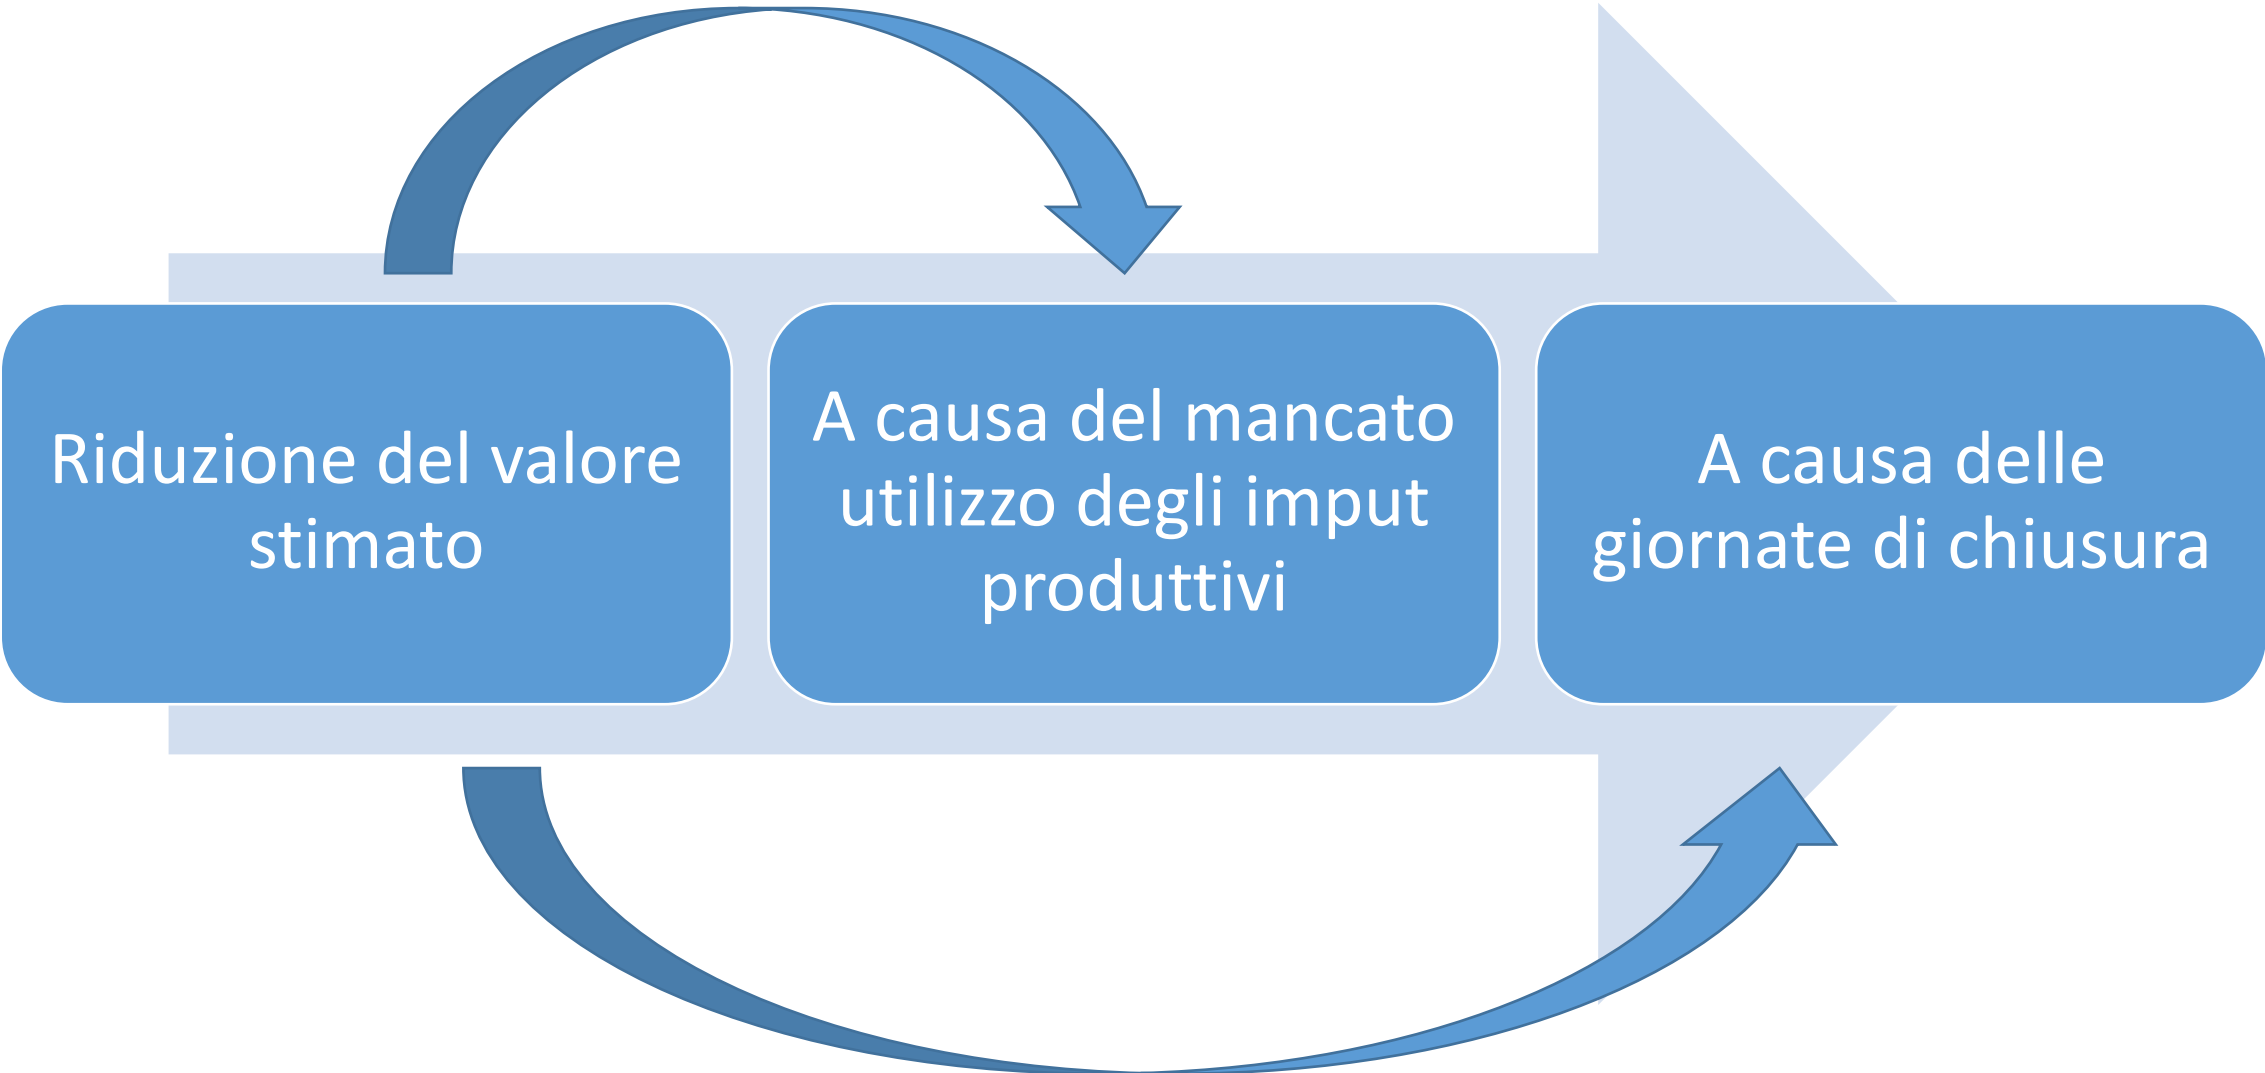 Riduzione del valore
stimato
A causa del mancato
utilizzo degli imput
produttivi
A causa delle
giornate di chiusura